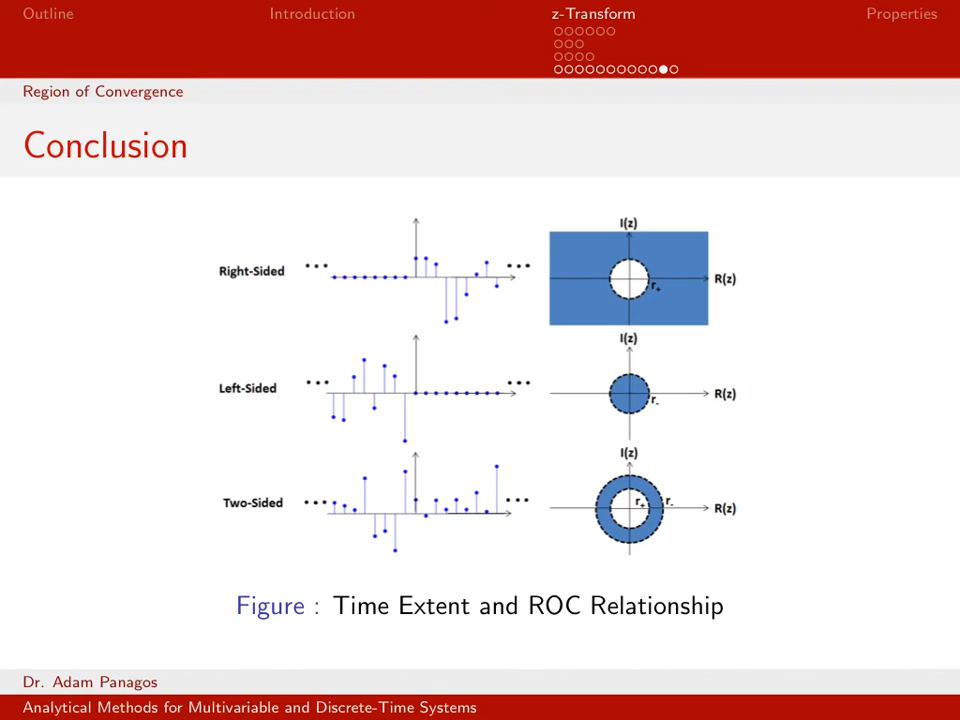 Outline
Introduction
z-Transform
Properties
Region of Convergence
Conclusion
Right-Sided
...
...
I(z)
R(z)
r+
Left-Sided
...
...
I(z)
R(z)
r-
Two-Sided
...
...
I(z)
R(z)
r+
r-
Figure : Time Extent and ROC Relationship
Dr. Adam Panagos
Analytical Methods for Multivariable and Discrete-Time Systems